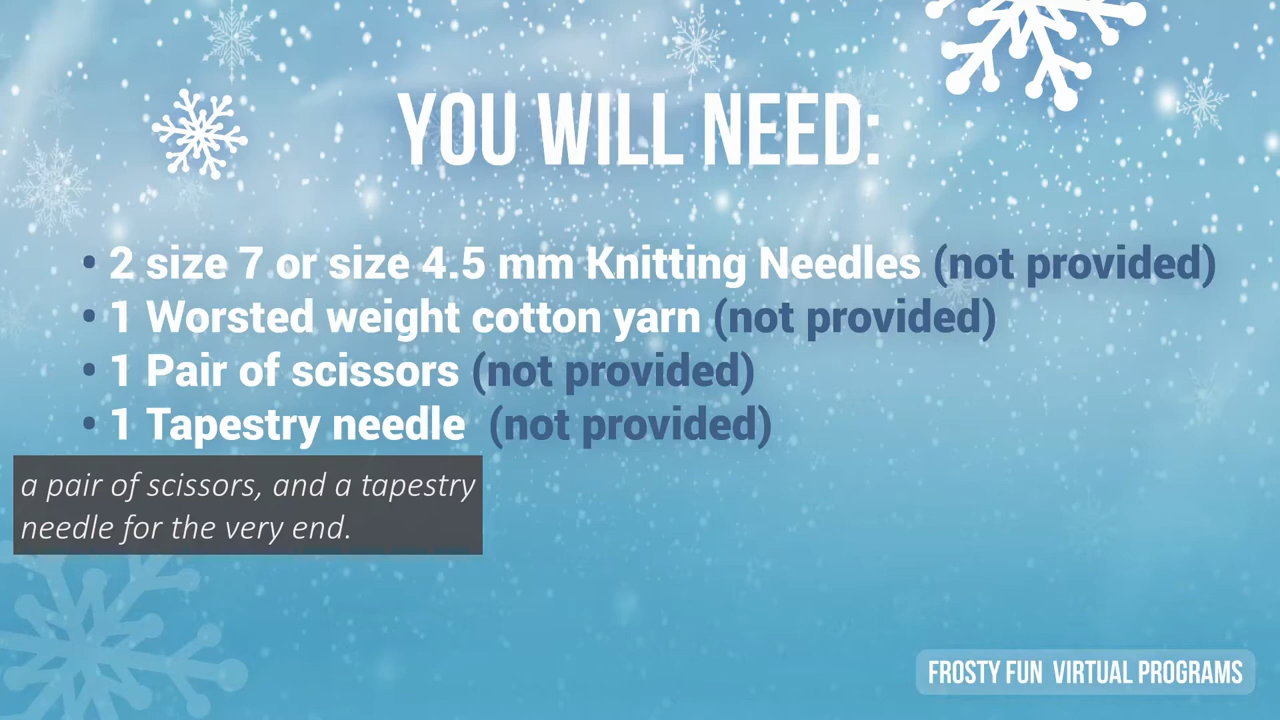 YOU WILL NEED:
• 2 size 7 or size 4.5 mm Knitting Needles (not provided)
• 1 Worsted weight cotton yarn (not provided)
• 1 Pair of scissors (not provided)
• 1 Tapestry needle (not provided)
a pair of scissors, and a tapestry
needle for the very end.
FROSTY FUN VIRTUAL PROGRAMS